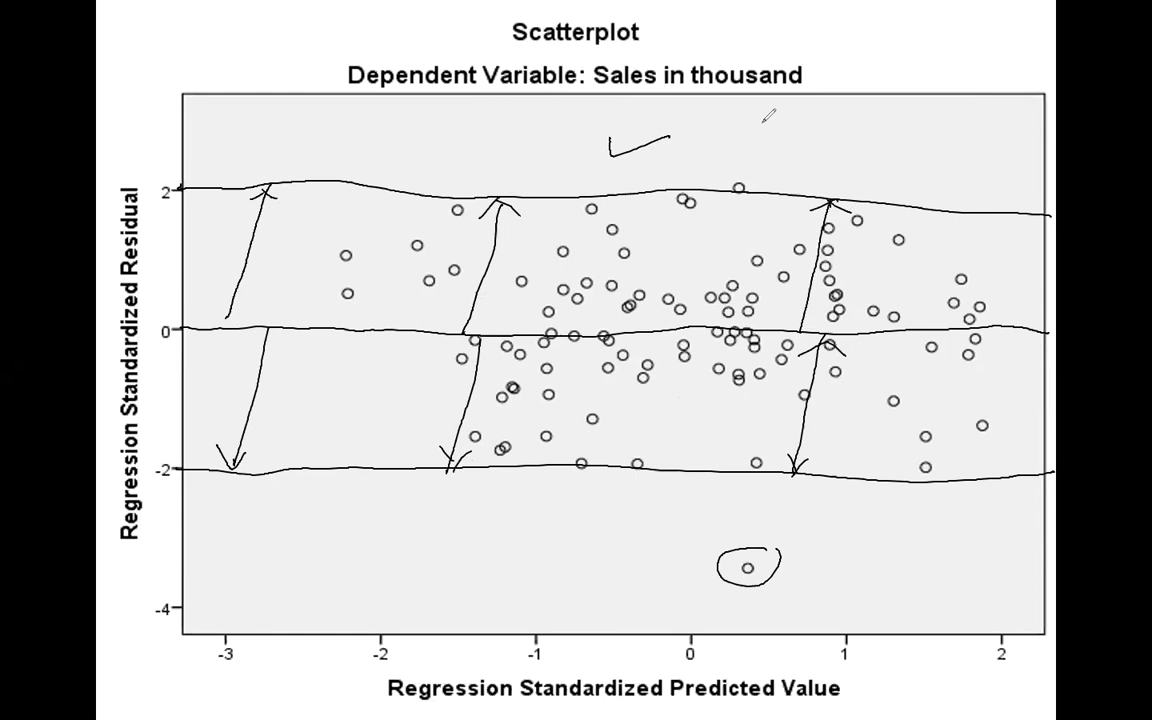 Scatterplot
Dependent Variable: Sales in thousand
Regression Standardized Residual
2
0
-2
-4
-3 -2 -1 0 1 2
Regression Standardized Predicted Value